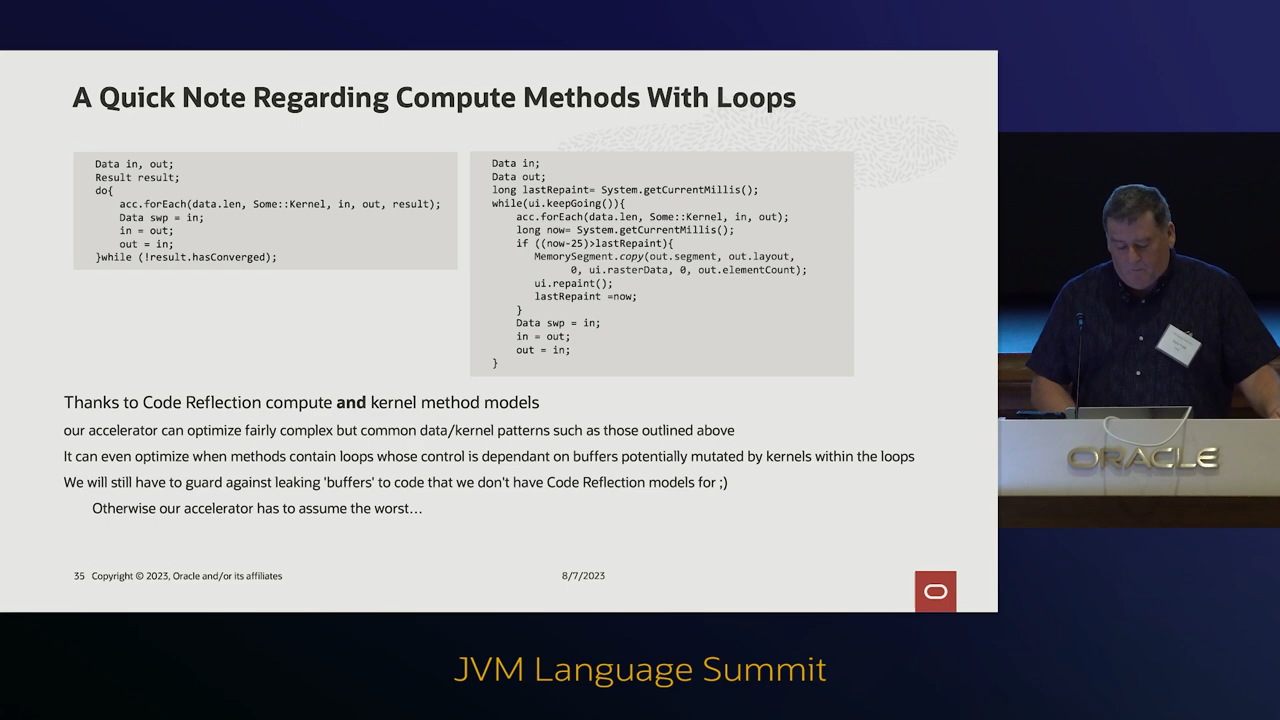 A Quick Note Regarding Compute Methods With Loops
Data in, out;
Result result;
do{
acc.forEach(data.len, Some::Kernel, in, out, result);
Data swp = in;
in = out;
out = in;
}while (!result.hasConverged);
Data in;
Data out;
long lastRepaint= System.getCurrentMillis();
while(ui.keepGoing()){
acc.forEach(data.len, Some::Kernel, in, out);
long now= System.getCurrentMillis();
if ((now-25)>lastRepaint){
MemorySegment.copy(out.segment, out.layout,
0, ui.rasterData, 0, out.elementCount);
ui.repaint();
lastRepaint =now;
}
Data swp = in;
in = out;
out = in;
}
Thanks to Code Reflection compute and kernel method models
our accelerator can optimize fairly complex but common data/kernel patterns such as those outlined above
It can even optimize when methods contain loops whose control is dependant on buffers potentially mutated by kernels within the loops
We will still have to guard against leaking 'buffers' to code that we don't have Code Reflection models for ;)
Otherwise our accelerator has to assume the worst…
35 Copyright © 2023, Oracle and/or its affiliates
8/7/2023
ORACLE
JVM Language Summit